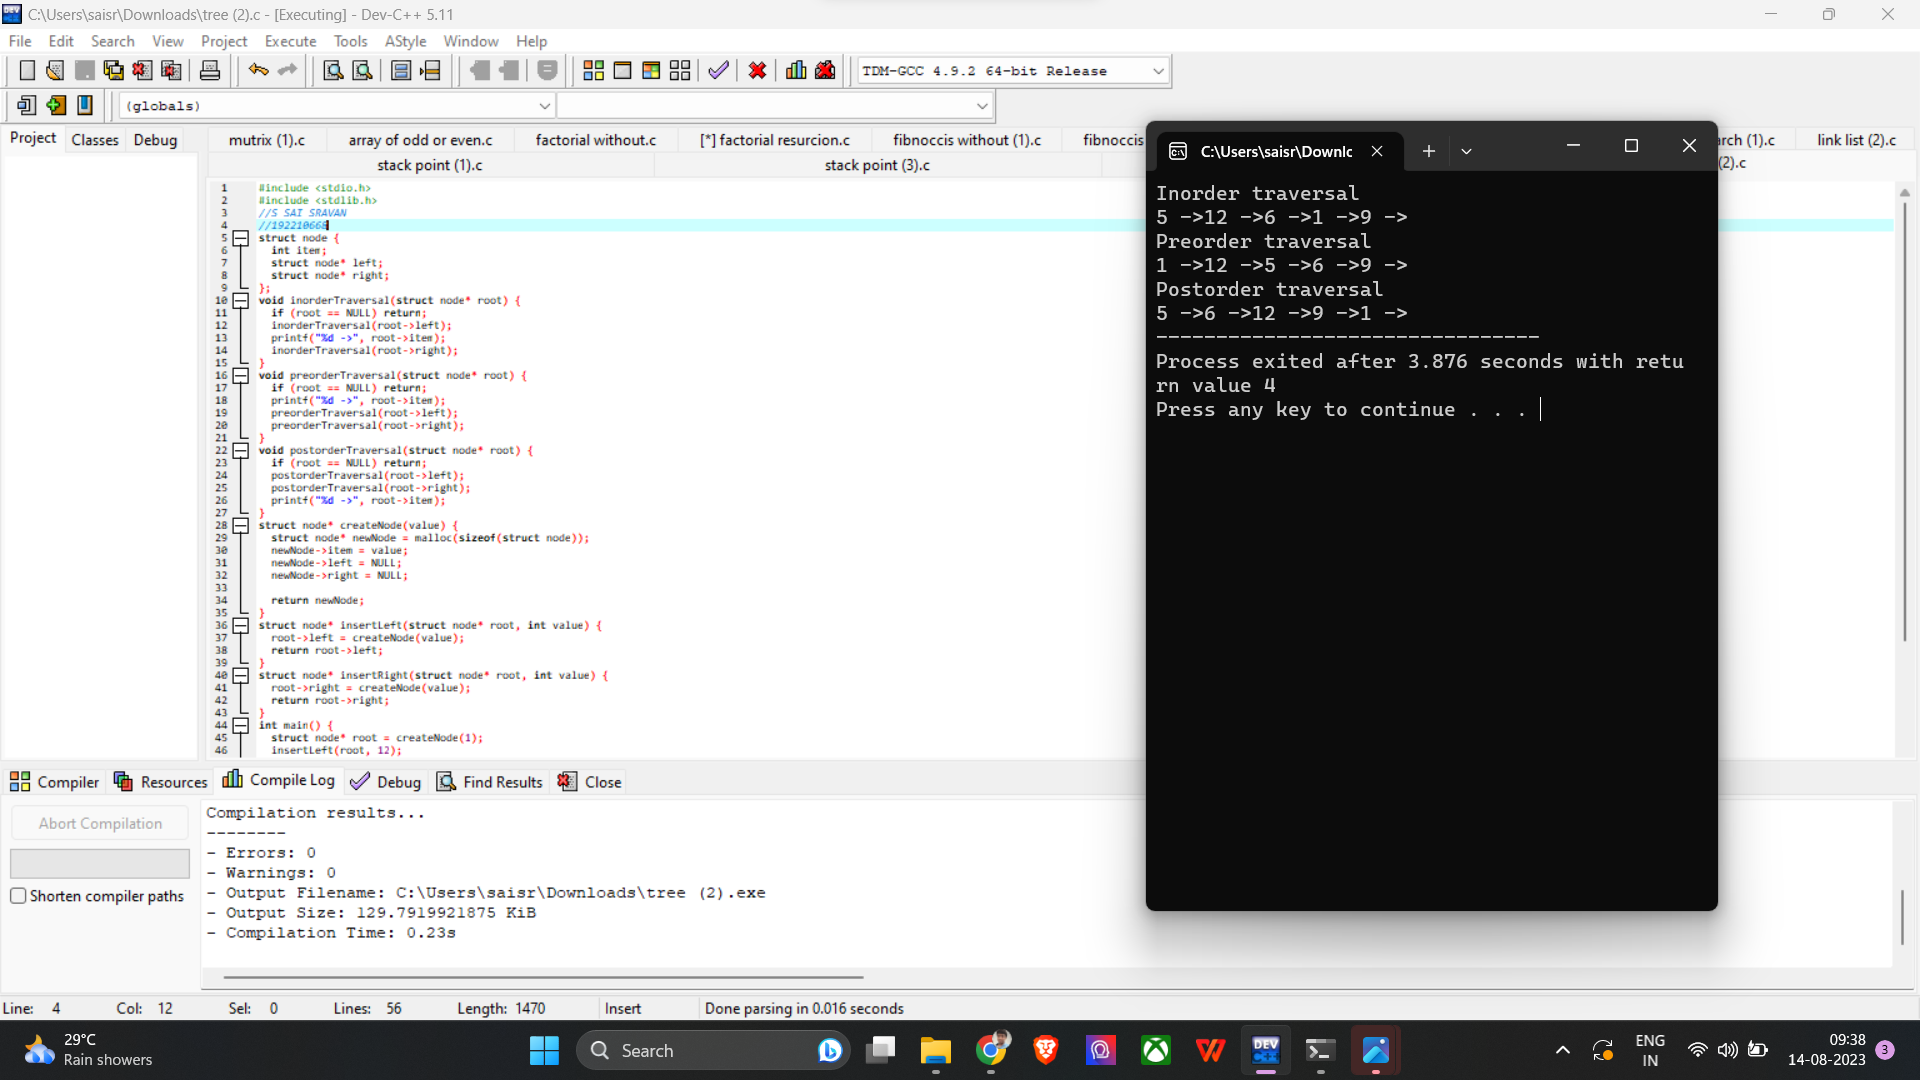 C:\Users\saisr\Downloads\tree (2).c - [Executing] - Dev-C++ 5.11
File Edit Search View Project Execute Tools AStyle Window Help
TDM-GCC 4.9.2 64-bit Release
(globals)
Project Classes Debug
mutrix (1).c array of odd or even.c factorial without.c [*] factorial resurcion.c fibnoccis without (1).c fibnoccis rch (1).c link list (2).c
stack point (1).c stack point (3).c (2).c
1 #include <stdio.h>
2 #include <stdlib.h>
3 //S SAI SRAVAN
4 //192210668
5 struct node {
6 int item;
7 struct node* left;
8 struct node* right;
9 };
10 void inorderTraversal(struct node* root) {
11 if (root == NULL) return;
12 inorderTraversal(root->left);
13 printf("%d ->", root->item);
14 inorderTraversal(root->right);
15 }
16 void preorderTraversal(struct node* root) {
17 if (root == NULL) return;
18 printf("%d ->", root->item);
19 preorderTraversal(root->left);
20 preorderTraversal(root->right);
21 }
22 void postorderTraversal(struct node* root) {
23 if (root == NULL) return;
24 postorderTraversal(root->left);
25 postorderTraversal(root->right);
26 printf("%d ->", root->item);
27 }
28 struct node* createNode(value) {
29 struct node* newNode = malloc(sizeof(struct node));
30 newNode->item = value;
31 newNode->left = NULL;
32 newNode->right = NULL;
33
34 return newNode;
35 }
36 struct node* insertLeft(struct node* root, int value) {
37 root->left = createNode(value);
38 return root->left;
39 }
40 struct node* insertRight(struct node* root, int value) {
41 root->right = createNode(value);
42 return root->right;
43 }
44 int main() {
45 struct node* root = createNode(1);
46 insertLeft(root, 12);
C:\Users\saisr\Downlc
Inorder traversal
5 ->12 ->6 ->1 ->9 ->
Preorder traversal
1 ->12 ->5 ->6 ->9 ->
Postorder traversal
5 ->6 ->12 ->9 ->1 ->
--------------------------------
Process exited after 3.876 seconds with retu
rn value 4
Press any key to continue . . .
Compiler Resources Compile Log Debug Find Results Close
Abort Compilation
Shorten compiler paths
Compilation results...
--------
- Errors: 0
- Warnings: 0
- Output Filename: C:\Users\saisr\Downloads\tree (2).exe
- Output Size: 129.7919921875 KiB
- Compilation Time: 0.23s
Line: 4 Col: 12 Sel: 0 Lines: 56 Length: 1470 Insert Done parsing in 0.016 seconds
29°C
Rain showers
Search
DEV
C++
ENG
IN
09:38
14-08-2023
3